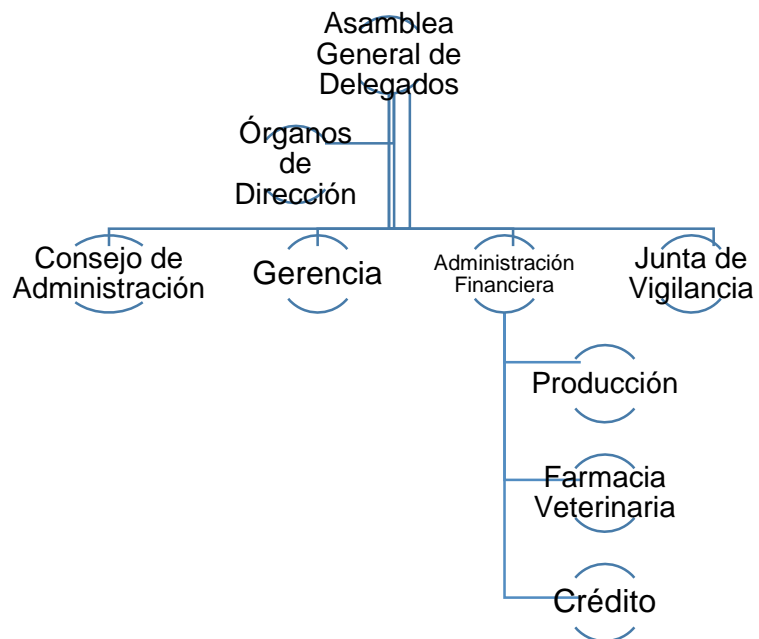 Asamblea
General de
Delegados
Órganos
de
Dirección
Consejo de
Administración
Gerencia
Administración
Financiera
Junta de
Vigilancia
Producción
Farmacia
Veterinaria
Crédito